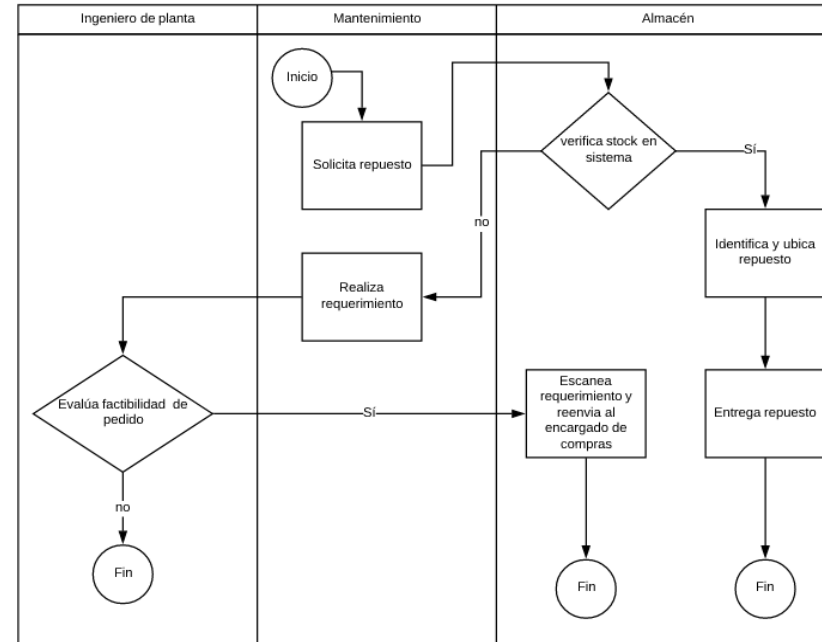 Ingeniero de planta
Mantenimiento
Almacén
Inicio
Solicita repuesto
verifica stock en
sistema
Sí
no
Identifica y ubica
repuesto
Realiza
requerimiento
Evalúa factibilidad de
pedido
Sí
Escanea
requerimiento y
reenvia al
encargado de
compras
Entrega repuesto
no
Fin
Fin
Fin